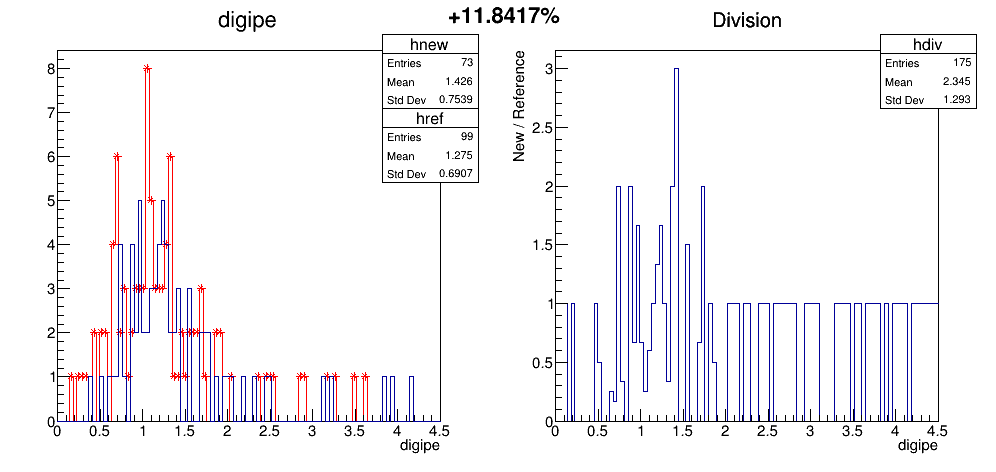 +11.8417%
digipe
hnew
Entries 73
Mean 1.426
Std Dev 0.7539
href
Entries 99
Mean 1.275
Std Dev 0.6907
8
7
6
5
4
3
2
1
0
0 0.5 1 1.5 2 2.5 3 3.5 4 4.5
digipe
Division
hdiv
Entries 175
Mean 2.345
Std Dev 1.293
New / Reference
3
2.5
2
1.5
1
0.5
0
0 0.5 1 1.5 2 2.5 3 3.5 4 4.5
digipe